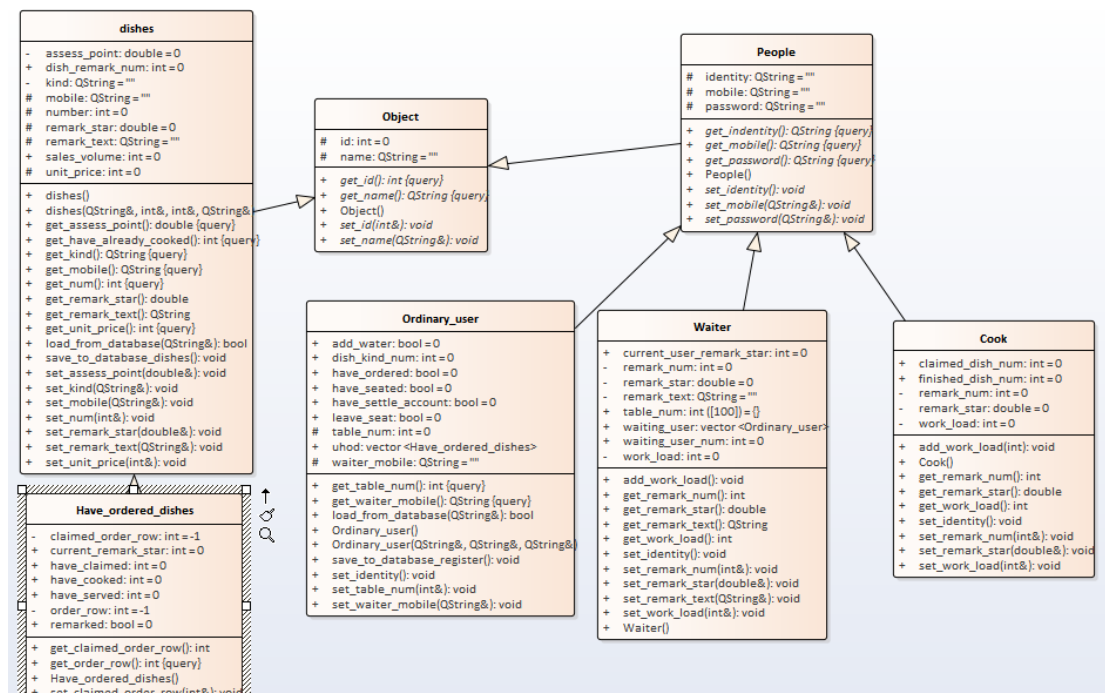 dishes
- assess_point: double = 0
+ dish_remark_num: int = 0
- kind: QString = ""
# mobile: QString = ""
# number: int = 0
# remark_star: double = 0
# remark_text: QString = ""
+ sales_volume: int = 0
# unit_price: int = 0
+ dishes()
+ dishes(QString&, int&, int&, QString&
+ get_assess_point(): double {query}
+ get_have_already_cooked(): int {query}
+ get_kind(): QString {query}
+ get_mobile(): QString {query}
+ get_num(): int {query}
+ get_remark_star(): double
+ get_remark_text(): QString
+ get_unit_price(): int {query}
+ load_from_database(QString&): bool
+ save_to_database_dishes(): void
+ set_assess_point(double&): void
+ set_kind(QString&): void
+ set_mobile(QString&): void
+ set_num(int&): void
+ set_remark_star(double&): void
+ set_remark_text(QString&): void
+ set_unit_price(int&): void
Object
# id: int = 0
# name: QString = ""
+ get_id(): int {query}
+ get_name(): QString {query}
+ Object()
+ set_id(int&): void
+ set_name(QString&): void
People
# identity: QString = ""
# mobile: QString = ""
# password: QString = ""
+ get_indentity(): QString {query}
+ get_mobile(): QString {query}
+ get_password(): QString {query}
+ People()
+ set_identity(): void
+ set_mobile(QString&): void
+ set_password(QString&): void
Have_ordered_dishes
- claimed_order_row: int = -1
+ current_remark_star: int = 0
+ have_claimed: int = 0
+ have_cooked: int = 0
+ have_served: int = 0
- order_row: int = -1
+ remarked: bool = 0
+ get_claimed_order_row(): int
+ get_order_row(): int {query}
+ Have_ordered_dishes()
+ set_claimed_order_row(int&): void
Ordinary_user
+ add_water: bool = 0
+ dish_kind_num: int = 0
+ have_ordered: bool = 0
+ have_seated: bool = 0
+ have_settle_account: bool = 0
+ leave_seat: bool = 0
# table_num: int = 0
+ uhod: vector <Have_ordered_dishes>
# waiter_mobile: QString = ""
+ get_table_num(): int {query}
+ get_waiter_mobile(): QString {query}
+ load_from_database(QString&): bool
+ Ordinary_user()
+ Ordinary_user(QString&, QString&, QString&)
+ save_to_database_register(): void
+ set_identity(): void
+ set_table_num(int&): void
+ set_waiter_mobile(QString&): void
Waiter
+ current_user_remark_star: int = 0
- remark_num: int = 0
- remark_star: double = 0
- remark_text: QString = ""
+ table_num: int ([100]) = {}
+ waiting_user: vector <Ordinary_user>
+ waiting_user_num: int = 0
- work_load: int = 0
+ add_work_load(): void
+ get_remark_num(): int
+ get_remark_star(): double
+ get_remark_text(): QString
+ get_work_load(): int
+ set_identity(): void
+ set_remark_num(int&): void
+ set_remark_star(double&): void
+ set_remark_text(QString&): void
+ set_work_load(int&): void
+ Waiter()
Cook
+ claimed_dish_num: int = 0
+ finished_dish_num: int = 0
- remark_num: int = 0
- remark_star: double = 0
- work_load: int = 0
+ add_work_load(int): void
+ Cook()
+ get_remark_num(): int
+ get_remark_star(): double
+ get_work_load(): int
+ set_identity(): void
+ set_remark_num(int&): void
+ set_remark_star(double&): void
+ set_work_load(int&): void